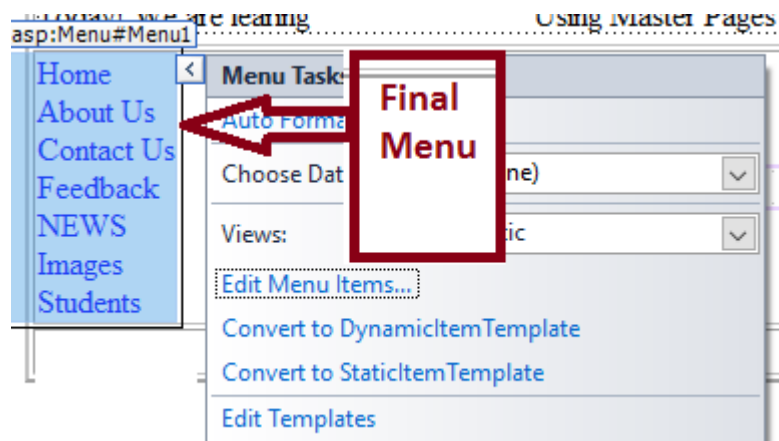 Today! We are learing Using Master Pages
asp:Menu#Menu1
Home
About Us
Contact Us
Feedback
NEWS
Images
Students
Menu Tasks
Auto Forma
Choose Dat ne)
Views: ic
Edit Menu Items...
Convert to DynamicItemTemplate
Convert to StaticItemTemplate
Edit Templates
Final
Menu